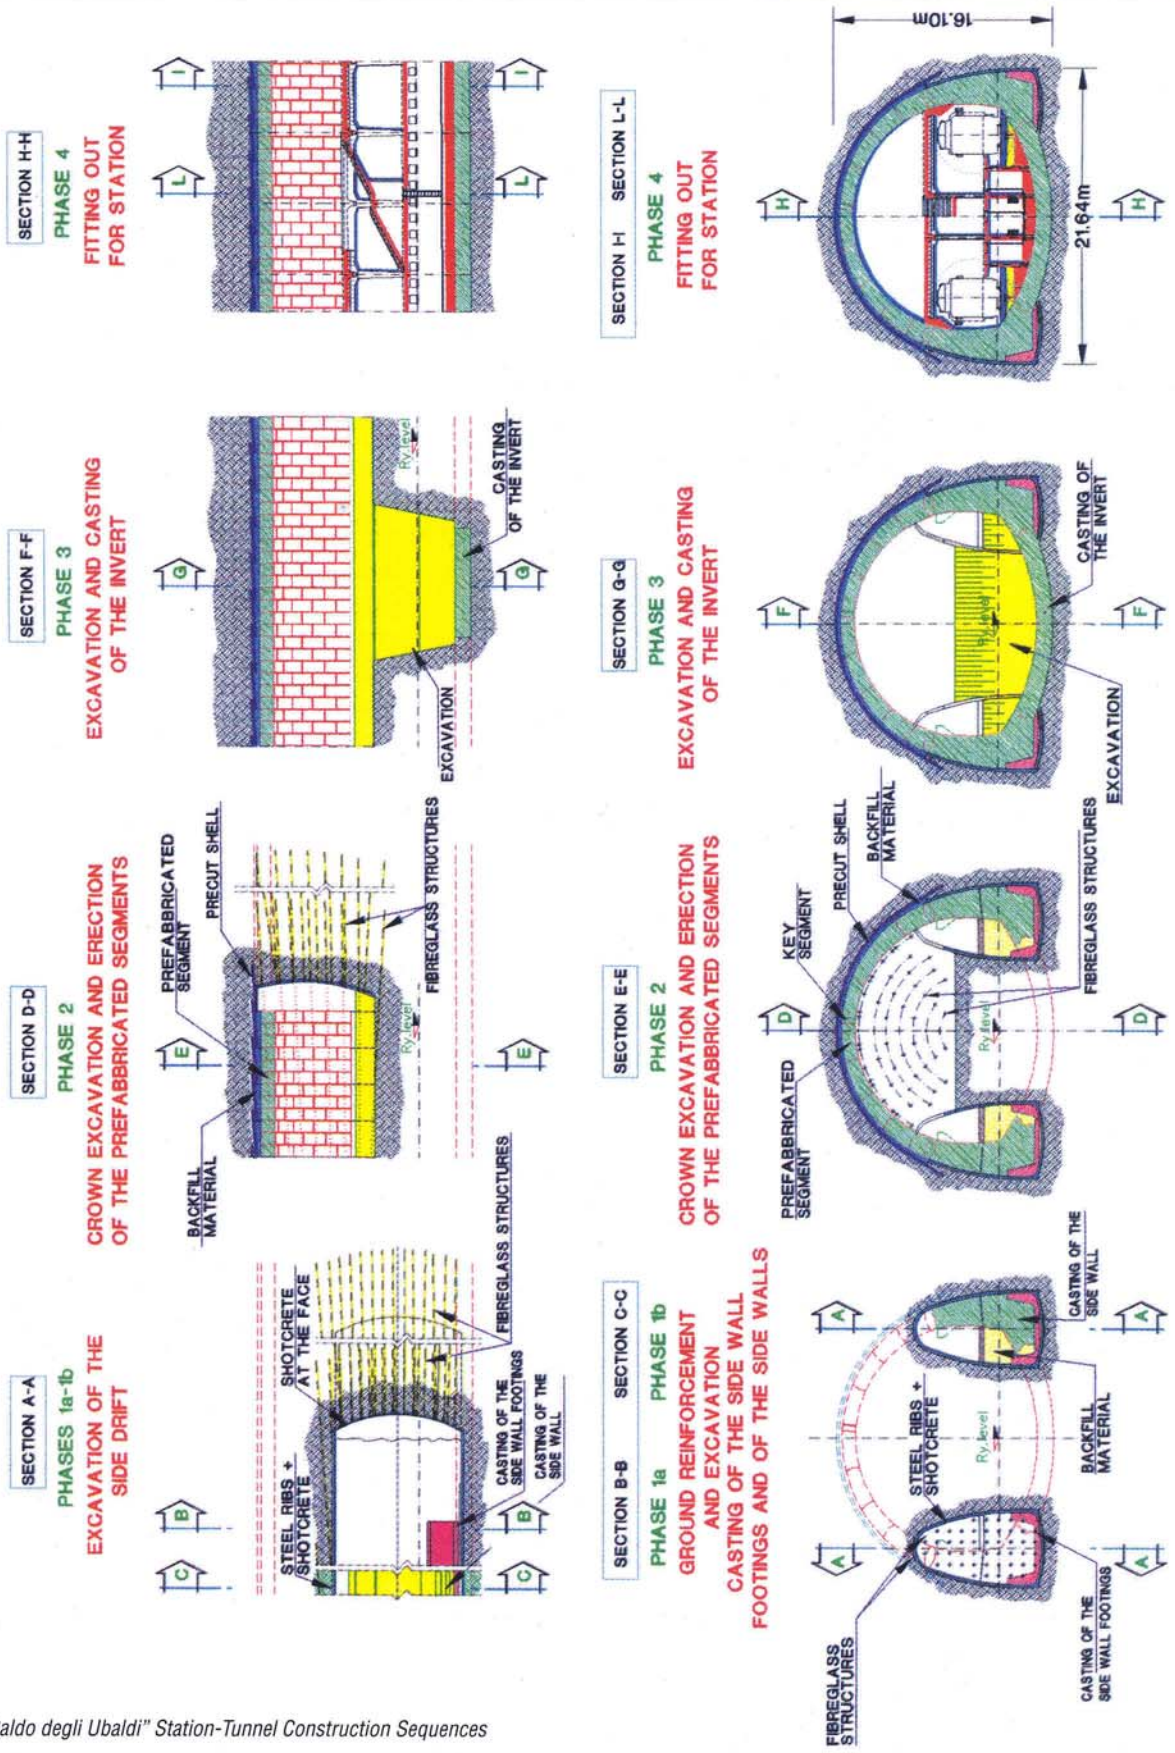 SECTION A-A
PHASES 1a-1b
EXCAVATION OF THE
SIDE DRIFT
C
B
STEEL RIBS +
SHOTCRETE
SHOTCRETE
AT THE FACE
FIBREGLASS STRUCTURES
CASTING OF THE
SIDE WALL FOOTINGS
CASTING OF THE
SIDE WALL
C
B
SECTION D-D
PHASE 2
CROWN EXCAVATION AND ERECTION
OF THE PREFABBRICATED SEGMENTS
BACKFILL
MATERIAL
E
PREFABBRICATED
SEGMENT
PRECUT SHELL
Ry level
FIBREGLASS STRUCTURES
E
SECTION F-F
PHASE 3
EXCAVATION AND CASTING
OF THE INVERT
G
Ry level
EXCAVATION
CASTING
OF THE INVERT
G
SECTION H-H
PHASE 4
FITTING OUT
FOR STATION
L
I
L
I
SECTION B-B
SECTION C-C
PHASE 1a
PHASE 1b
GROUND REINFORCEMENT
AND EXCAVATION
CASTING OF THE SIDE WALL
FOOTINGS AND OF THE SIDE WALLS
FIBREGLASS
STRUCTURES
A
A
STEEL RIBS +
SHOTCRETE
Ry level
CASTING OF THE
SIDE WALL FOOTINGS
BACKFILL
MATERIAL
CASTING OF THE
SIDE WALL
A
A
SECTION E-E
PHASE 2
CROWN EXCAVATION AND ERECTION
OF THE PREFABBRICATED SEGMENTS
PREFABBRICATED
SEGMENT
D
KEY
SEGMENT
PRECUT SHELL
BACKFILL
MATERIAL
Ry level
FIBREGLASS STRUCTURES
D
SECTION G-G
PHASE 3
EXCAVATION AND CASTING
OF THE INVERT
F
Ry level
EXCAVATION
CASTING OF
THE INVERT
F
SECTION I-I
SECTION L-L
PHASE 4
FITTING OUT
FOR STATION
H
16.10m
21.64m
H
aldo degli Ubaldi" Station-Tunnel Construction Sequences